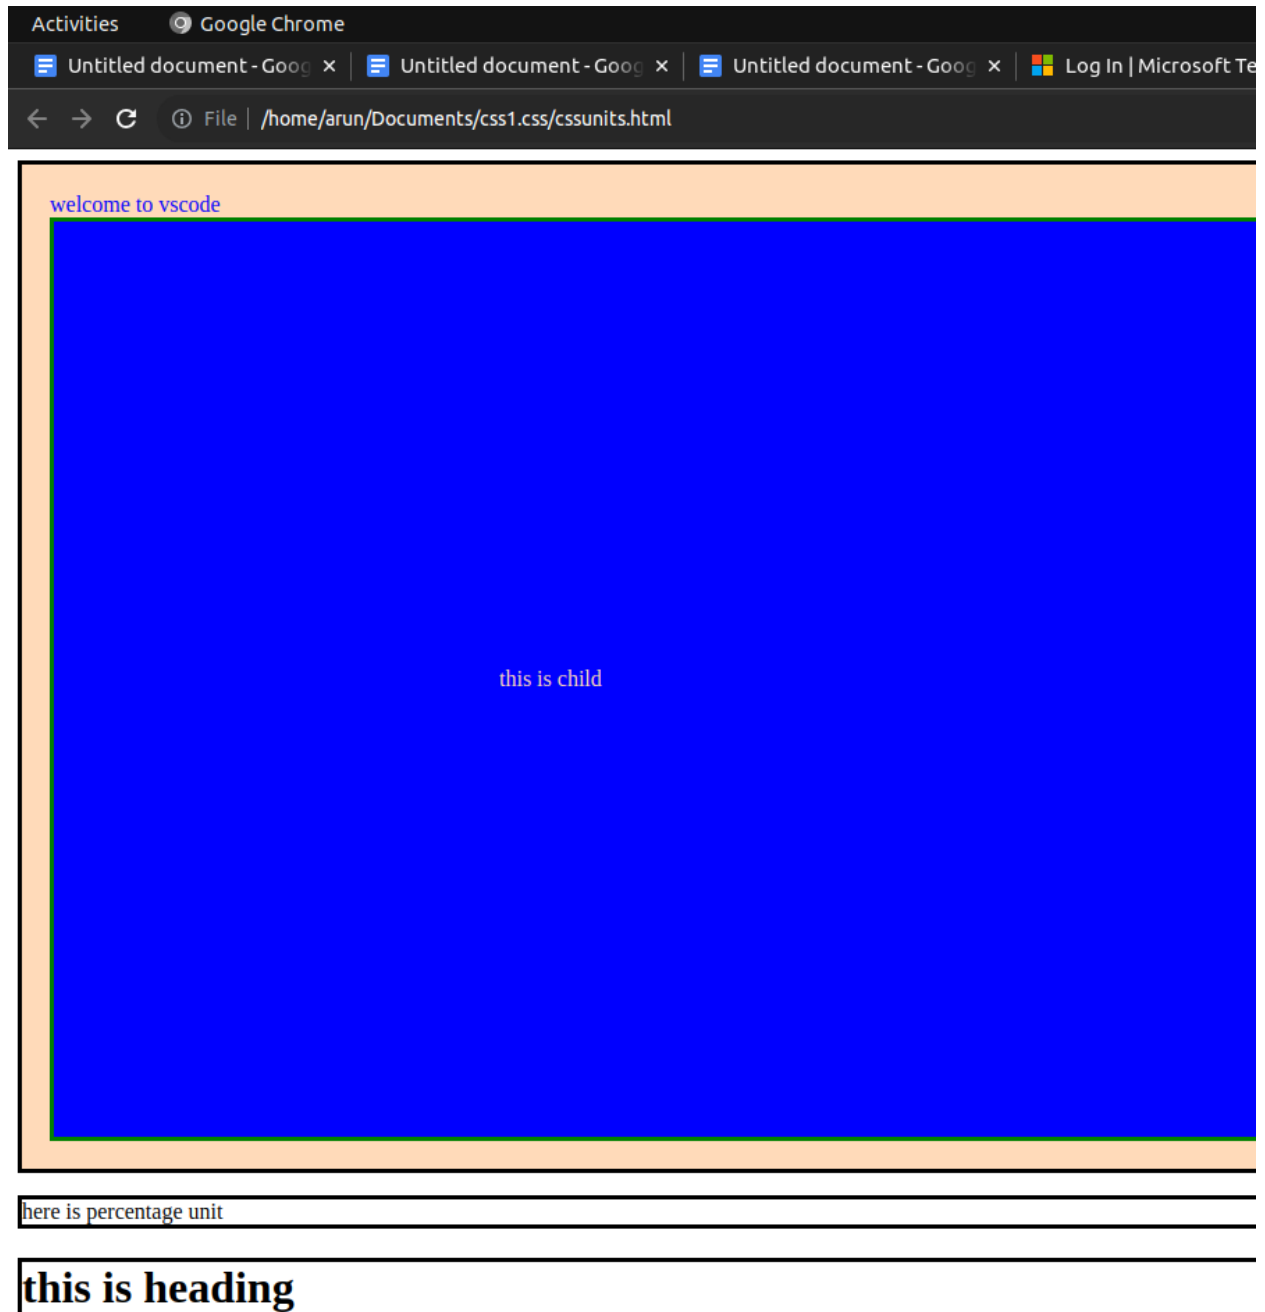 Activities Google Chrome
Untitled document - Goog × Untitled document - Goog × Untitled document - Goog × Log In | Microsoft Te
File /home/arun/Documents/css1.css/cssunits.html
welcome to vscode
this is child
here is percentage unit
this is heading